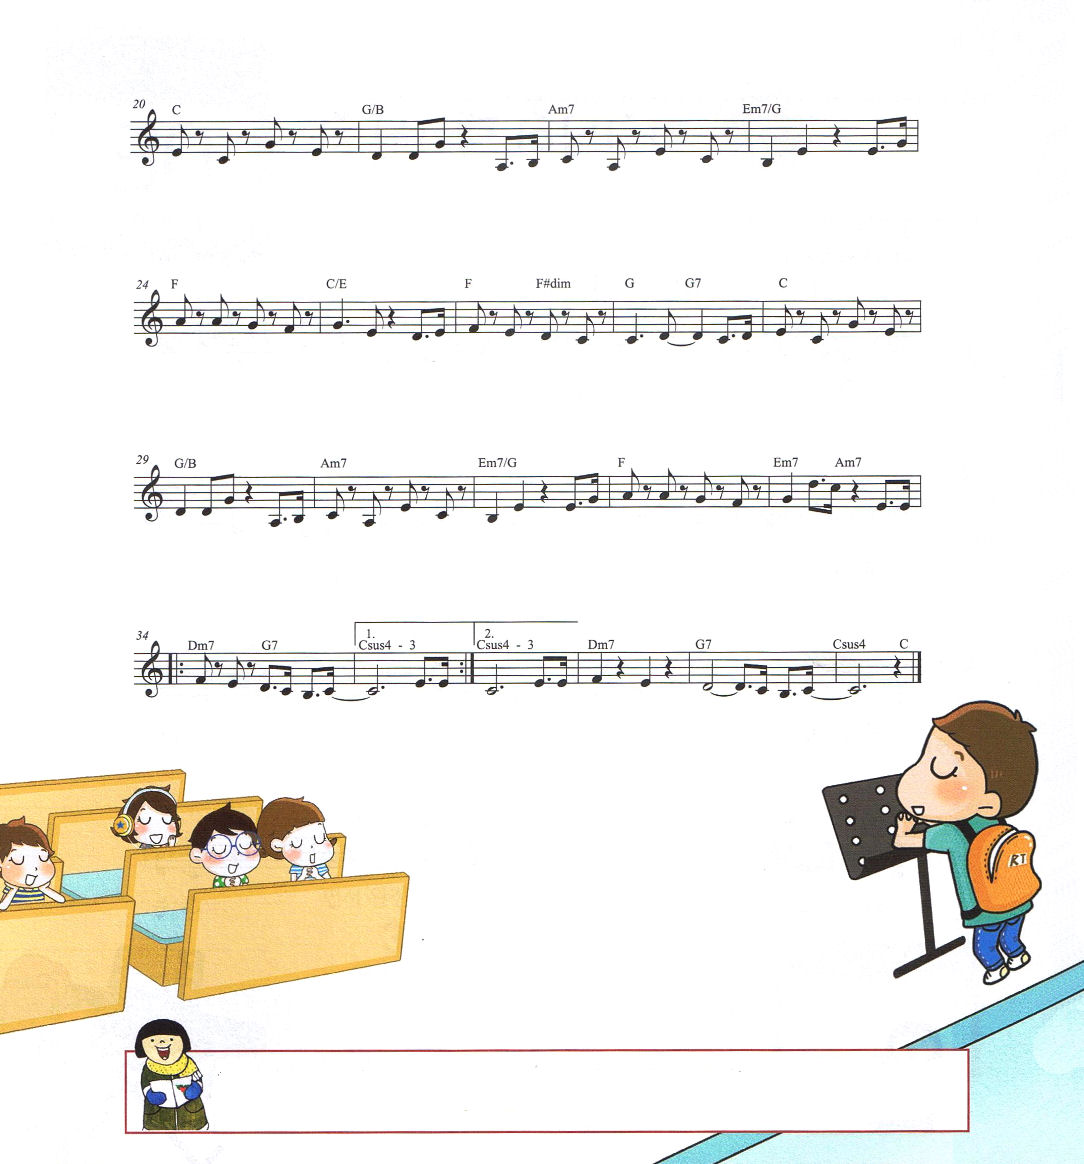 20 C G/B Am7 Em7/G
24 F C/E F F#dim G G7 C
29 G/B Am7 Em7/G F Em7 Am7
34 Dm7 G7 1. Csus4 - 3 2. Csus4 - 3 Dm7 G7 Csus4 C
RT